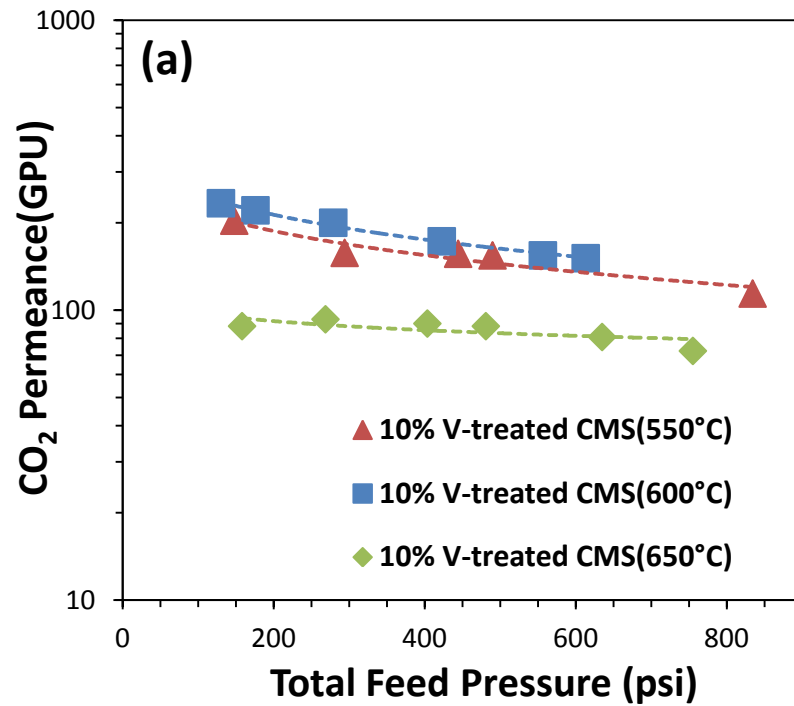 (a)
1000
100
10
CO₂ Permeance(GPU)
10% V-treated CMS(550°C)
10% V-treated CMS(600°C)
10% V-treated CMS(650°C)
0 200 400 600 800
Total Feed Pressure (psi)